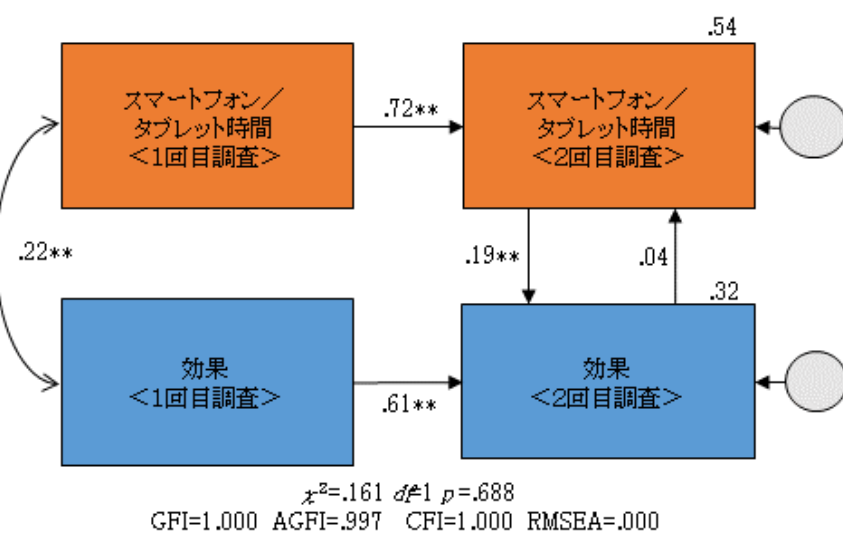 .54
スマートフォン／
タブレット時間
＜1回目調査＞
.72**
スマートフォン／
タブレット時間
＜2回目調査＞
.22**
.19**
.04
.32
効果
＜1回目調査＞
.61**
効果
＜2回目調査＞
χ²=.161 df=1 p=.688
GFI=1.000 AGFI=.997 CFI=1.000 RMSEA=.000